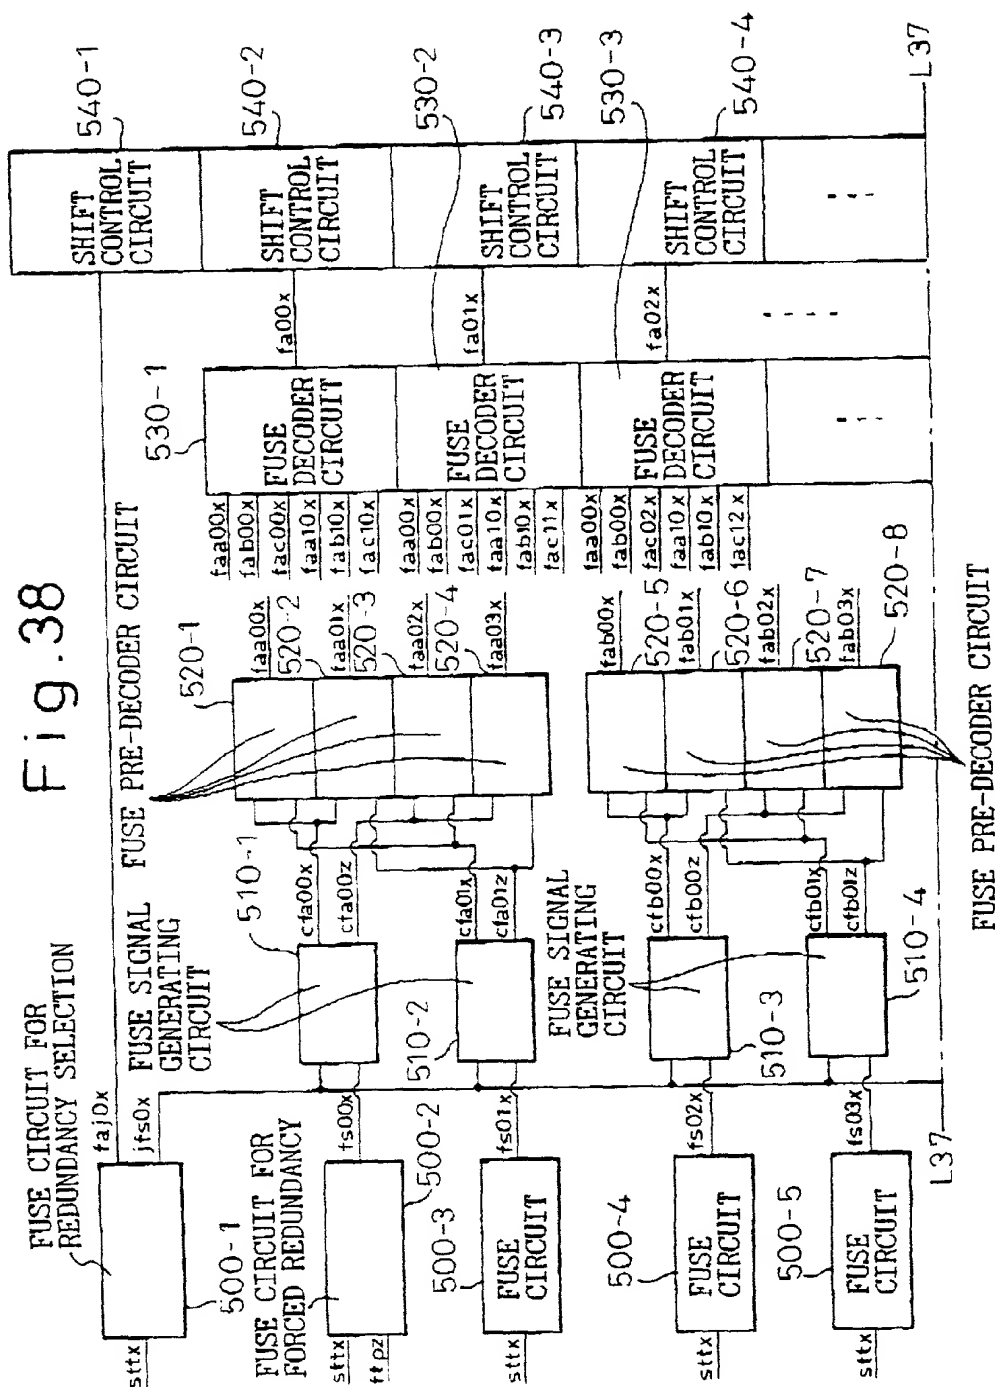 Fig.38
FUSE CIRCUIT FOR
REDUNDANCY SELECTION
sttx
500-1
faj0x
jfs0x
FUSE CIRCUIT FOR
FORCED REDUNDANCY
sttx
ftpz
500-2
fs00x
500-3
sttx
FUSE
CIRCUIT
fs01x
500-4
sttx
FUSE
CIRCUIT
fs02x
500-5
sttx
FUSE
CIRCUIT
fs03x
L37
FUSE SIGNAL
GENERATING
CIRCUIT
510-1
cfa00x
cfa00z
510-2
cfa01x
cfa01z
FUSE SIGNAL
GENERATING
CIRCUIT
510-3
cfb00x
cfb00z
510-4
cfb01x
cfb01z
FUSE PRE-DECODER CIRCUIT
520-1
faa00x
520-2
faa01x
520-3
faa02x
520-4
faa03x
fab00x
520-5
fab01x
520-6
fab02x
520-7
fab03x
520-8
FUSE PRE-DECODER CIRCUIT
530-1
faa00x
fab00x
fac00x
faa10x
fab10x
fac10x
FUSE
DECODER
CIRCUIT
fa00x
530-2
faa00x
fab00x
fac01x
faa10x
fab10x
fac11x
FUSE
DECODER
CIRCUIT
fa01x
530-3
faa00x
fab00x
fac02x
faa10x
fab10x
fac12x
FUSE
DECODER
CIRCUIT
fa02x
SHIFT
CONTROL
CIRCUIT
540-1
SHIFT
CONTROL
CIRCUIT
540-2
SHIFT
CONTROL
CIRCUIT
540-3
SHIFT
CONTROL
CIRCUIT
540-4
L37